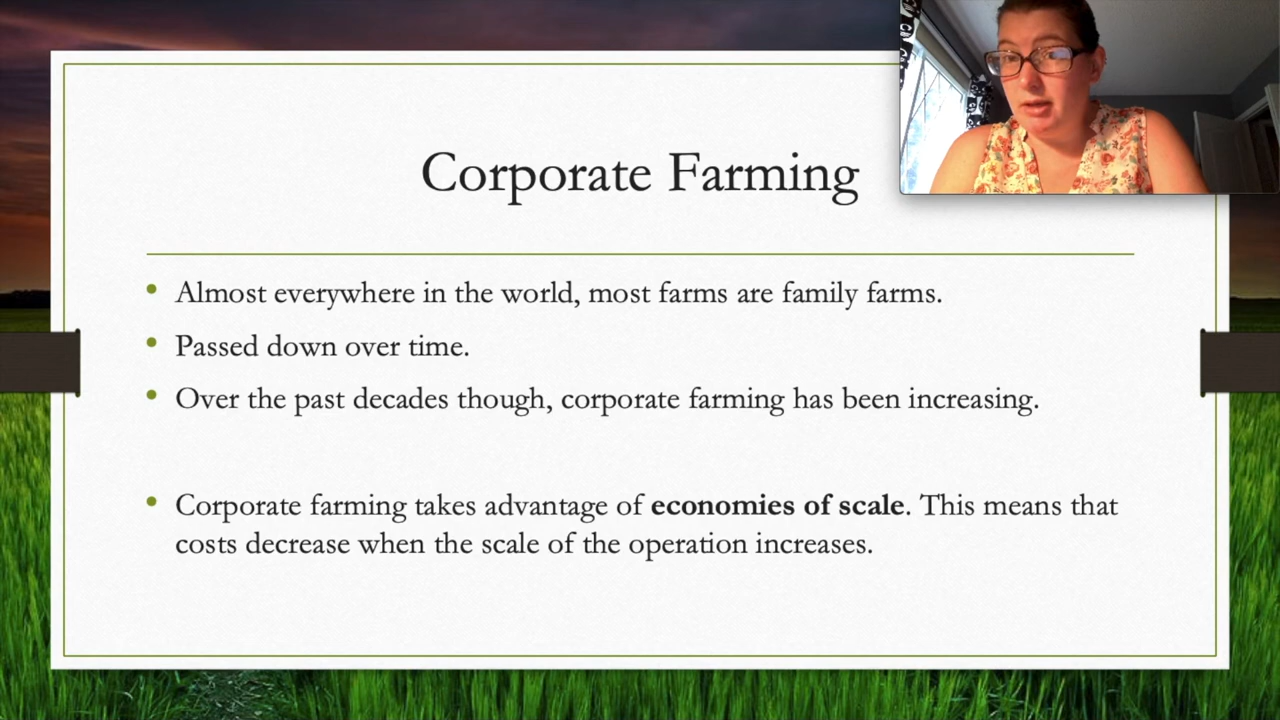 Corporate Farming
Almost everywhere in the world, most farms are family farms.
Passed down over time.
Over the past decades though, corporate farming has been increasing.
Corporate farming takes advantage of economies of scale. This means that
costs decrease when the scale of the operation increases.